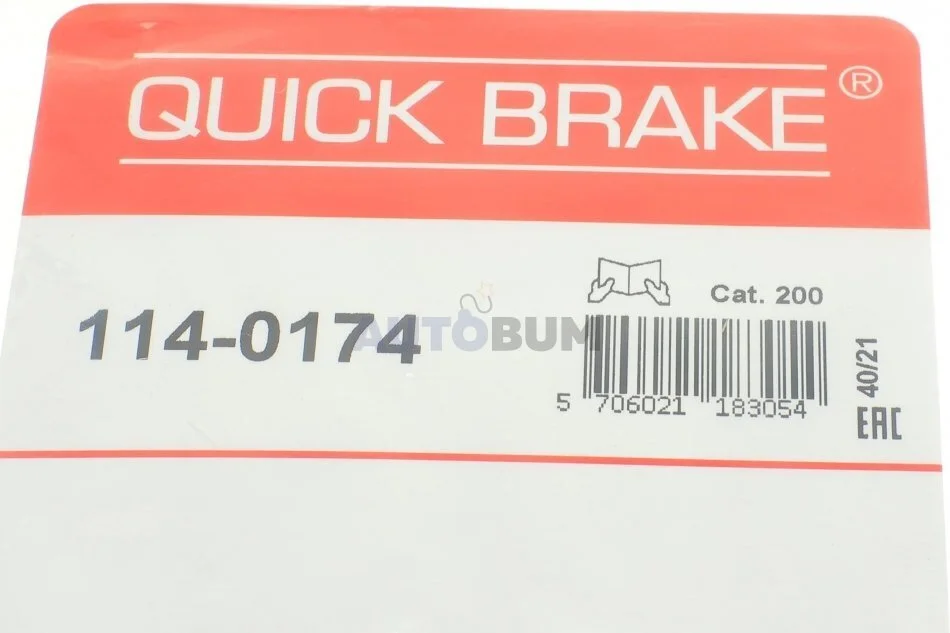 QUICK BRAKE®
Cat. 200
114-0174
AUTOBUM
5 706021 183054
40/21
EAC